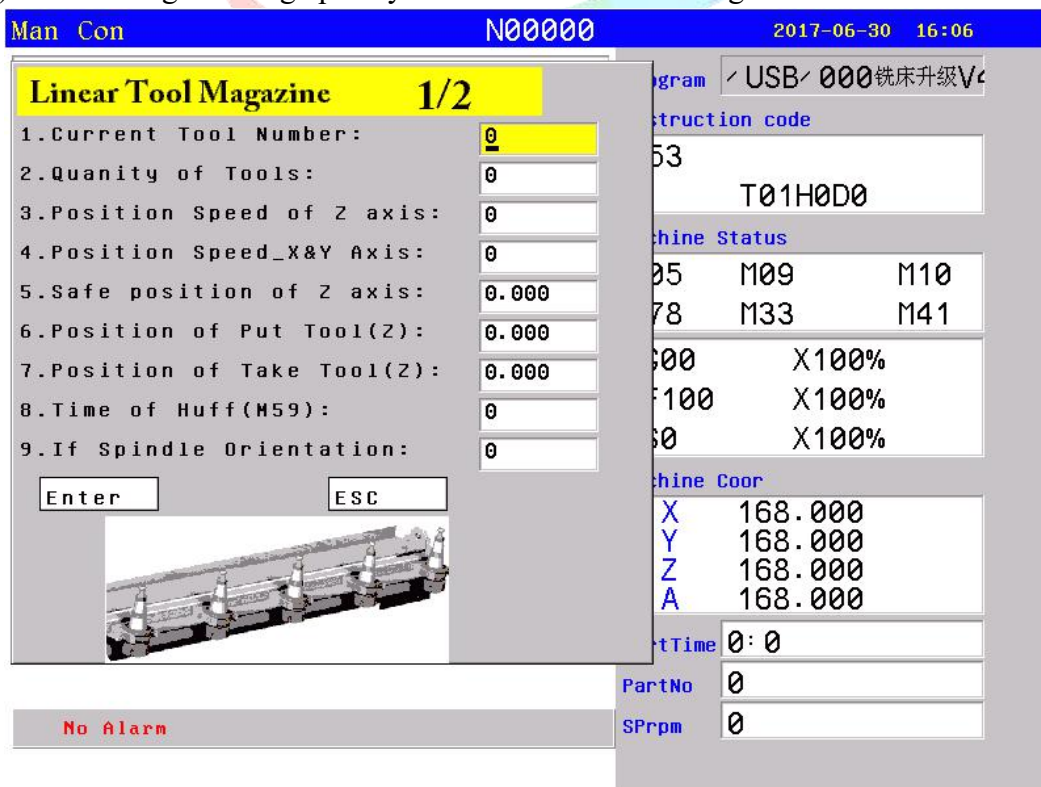 Man Con N00000 2017-06-30 16:06
Linear Tool Magazine 1/2
1.Current Tool Number: 0
2.Quanity of Tools: 0
3.Position Speed of Z axis: 0
4.Position Speed_X&Y Axis: 0
5.Safe position of Z axis: 0.000
6.Position of Put Tool(Z): 0.000
7.Position of Take Tool(Z): 0.000
8.Time of Huff(M59): 0
9.If Spindle Orientation: 0
Enter ESC
No Alarm
/USB/000铣床升级V
ion code
53
T01H0D0
Status
05 M09 M10
78 M33 M41
G00 X100%
F100 X100%
S0 X100%
Coor
X 168.000
Y 168.000
Z 168.000
A 168.000
tTime 0:0
PartNo 0
SPrpm 0